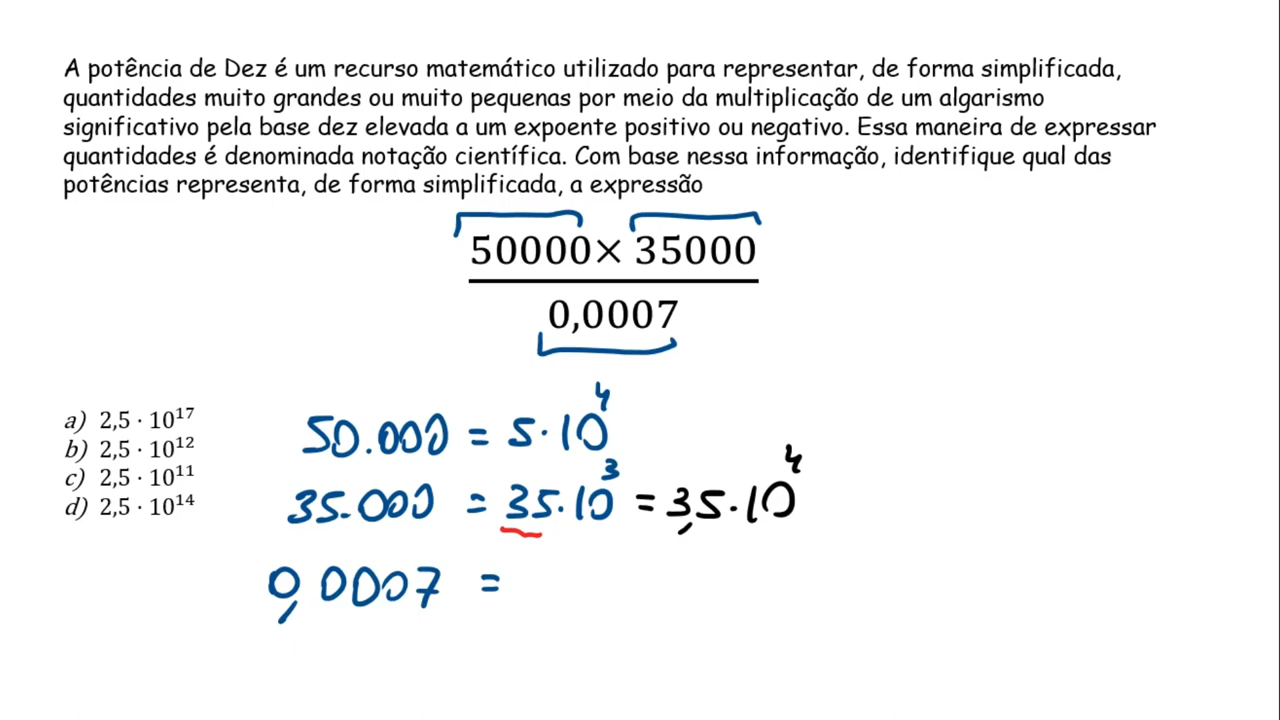 A potência de Dez é um recurso matemático utilizado para representar, de forma simplificada,
quantidades muito grandes ou muito pequenas por meio da multiplicação de um algarismo
significativo pela base dez elevada a um expoente positivo ou negativo. Essa maneira de expressar
quantidades é denominada notação científica. Com base nessa informação, identifique qual das
potências representa, de forma simplificada, a expressão
50000 × 35000
0,0007
a) 2,5 · 10¹⁷
b) 2,5 · 10¹²
c) 2,5 · 10¹¹
d) 2,5 · 10¹⁴
50.000 = 5·10⁴
35.000 = 35·10³ = 3,5·10⁴
0,0007 =